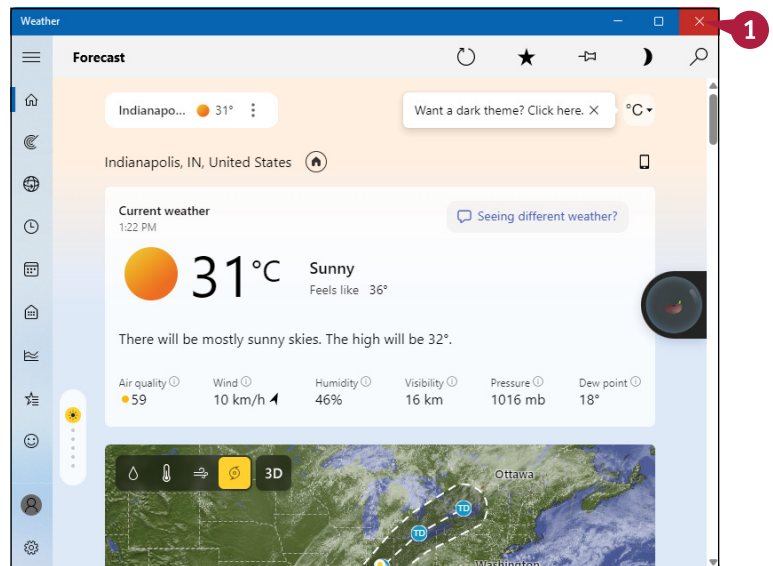 Weather
1
Forecast
Indianapo... 31°
Want a dark theme? Click here.
°C
Indianapolis, IN, United States
Current weather
1:22 PM
Seeing different weather?
31°C
Sunny
Feels like 36°
There will be mostly sunny skies. The high will be 32°.
Air quality Wind Humidity Visibility Pressure Dew point
59 10 km/h 46% 16 km 1016 mb 18°
3D
Ottawa
TD
TD
Washington